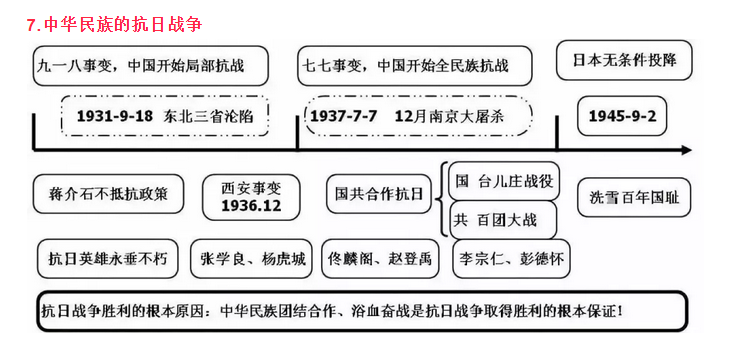 7.中华民族的抗日战争
九一八事变，中国开始局部抗战
七七事变，中国开始全民族抗战
日本无条件投降
1931-9-18 东北三省沦陷
1937-7-7 12月南京大屠杀
1945-9-2
蒋介石不抵抗政策
西安事变
1936.12
国共合作抗日
国 台儿庄战役
共 百团大战
洗雪百年国耻
抗日英雄永垂不朽
张学良、杨虎城
佟麟阁、赵登禹
李宗仁、彭德怀
抗日战争胜利的根本原因：中华民族团结合作、浴血奋战是抗日战争取得胜利的根本保证！